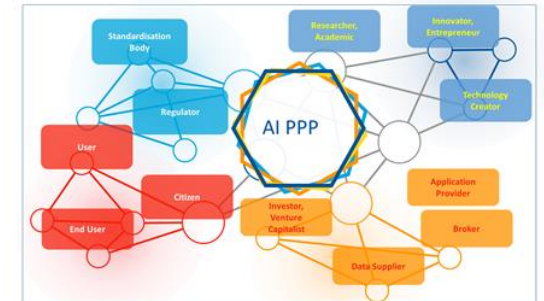 Standardisation
Body
Researcher,
Academic
Innovator,
Entrepreneur
Regulator
Technology
Creator
AI PPP
User
Citizen
End User
Investor,
Venture
Capitalist
Application
Provider
Broker
Data Supplier